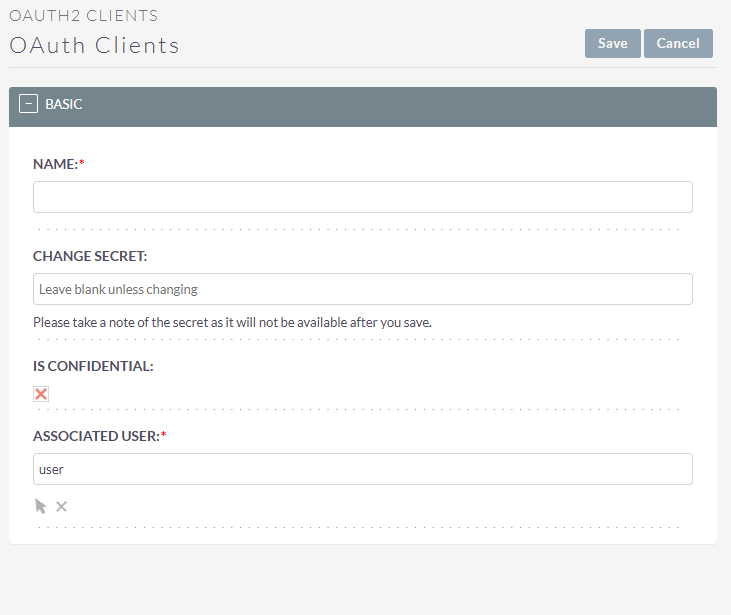 OAUTH2 CLIENTS
OAuth Clients
Save
Cancel
BASIC
NAME:*
CHANGE SECRET:
Leave blank unless changing
Please take a note of the secret as it will not be available after you save.
IS CONFIDENTIAL:
ASSOCIATED USER:*
user